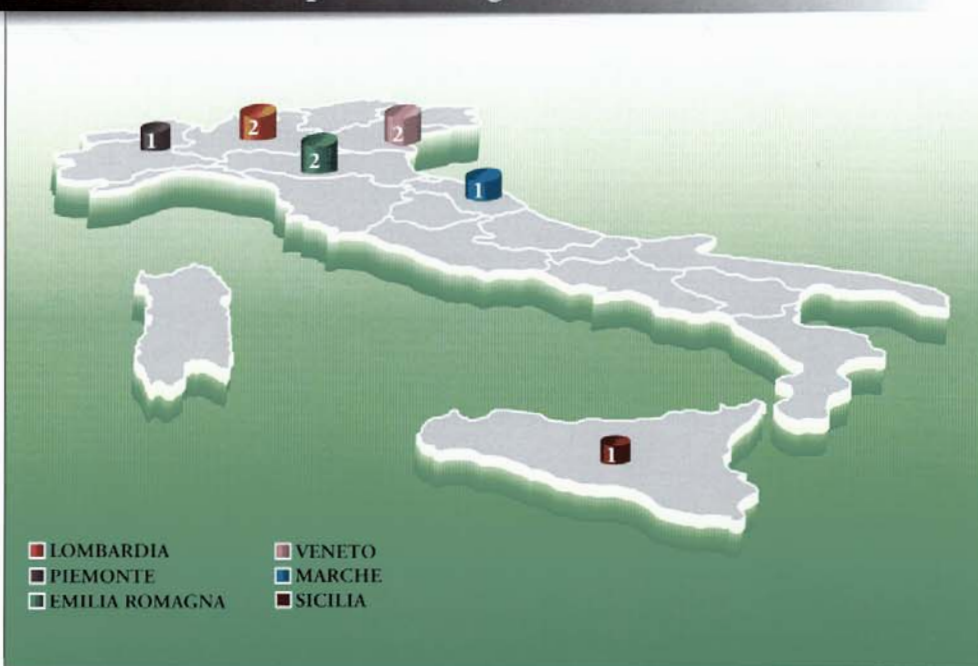 1
2
2
2
1
1
LOMBARDIA
PIEMONTE
EMILIA ROMAGNA
VENETO
MARCHE
SICILIA